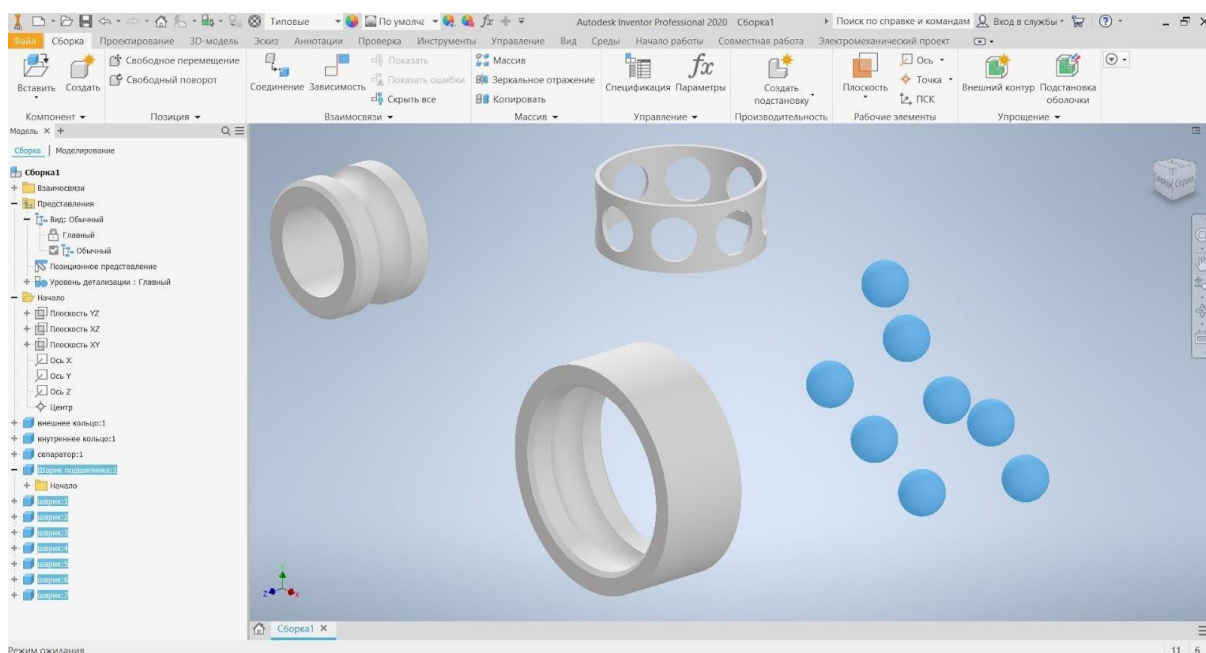 Типовые
По умолч
fx
Autodesk Inventor Professional 2020 Сборка1
Поиск по справке и командам
Вход в службы
Файл Сборка Проектирование 3D-модель Эскиз Аннотации Проверка Инструменты Управление Вид Среды Начало работы Совместная работа Электромеханический проект
Вставить
Создать
Свободное перемещение
Свободный поворот
Соединение
Зависимость
Показать
Показать ошибки
Скрыть все
Массив
Зеркальное отражение
Копировать
Спецификация
fx
Параметры
Создать
подстановку
Плоскость
Ось
Точка
ПСК
Внешний контур
Подстановка
оболочки
Компонент Позиция Взаимосвязи Массив Управление Производительность Рабочие элементы Упрощение
Модель × +
Сборка | Моделирование
Сборка1
Взаимосвязи
Представления
Вид: Обычный
Главный
Обычный
Позиционное представление
Уровень детализации : Главный
Начало
Плоскость YZ
Плоскость XZ
Плоскость XY
Ось X
Ось Y
Ось Z
Центр
внешнее кольцо:1
внутреннее кольцо:1
сепаратор:1
Шарик подшипника:1
Начало
шарик:1
шарик:2
шарик:3
шарик:4
шарик:5
шарик:6
шарик:7
Z X
Сборка1 ×
Режим ожидания
11 6